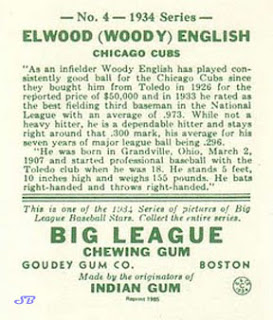 — No. 4 — 1934 Series —
ELWOOD (WOODY) ENGLISH
CHICAGO CUBS
"As an infielder Woody English has played con-
sistently good ball for the Chicago Cubs since
they bought him from Toledo in 1926 for
the reported price of $50,000 and in 1933 he rated as
the best fielding third baseman in the National
League with an average of .973. While not a
heavy hitter, he is a dependable hitter and stays
right around that .300 mark, his average for his
seven years of major league ball being .296.
"He was born in Grandville, Ohio, March 2,
1907 and started professional baseball with the
Toledo club when he was 18. He stands 5 feet,
10 inches high and weighs 155 pounds. He bats
right-handed and throws right-handed."
This is one of the 1934 Series of pictures of Big
League Baseball Stars. Collect the entire series.
BIG LEAGUE
CHEWING GUM
GOUDEY GUM CO. BOSTON
Made by the originators of
INDIAN GUM
Reprint 1985
SB